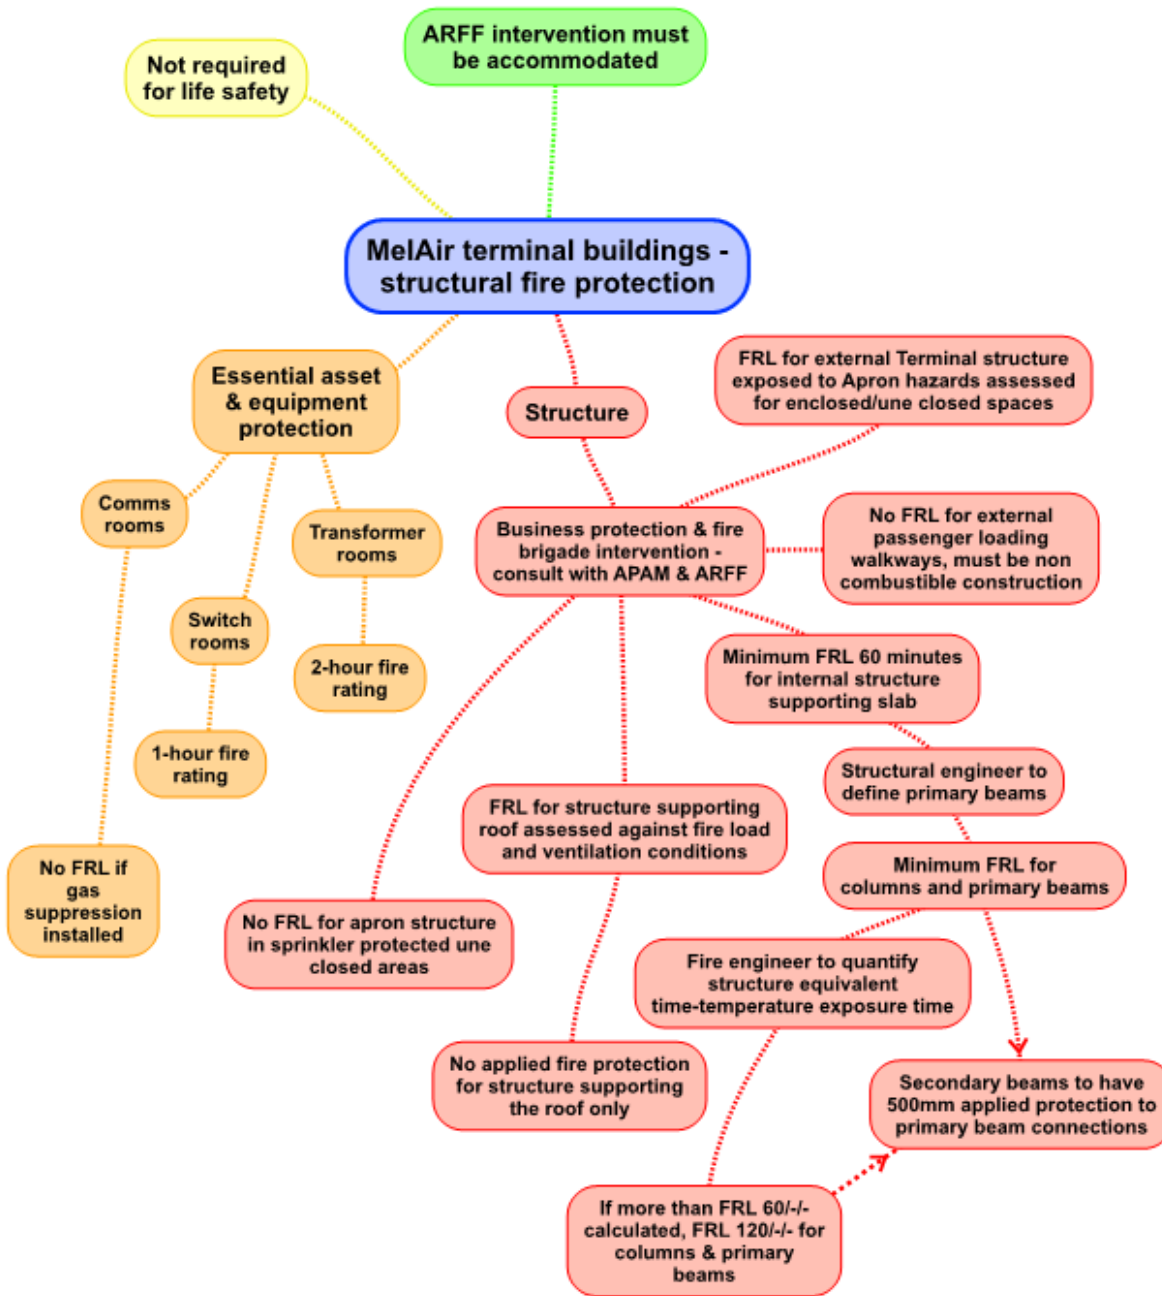 ARFF intervention must
be accommodated
Not required
for life safety
MelAir terminal buildings -
structural fire protection
Essential asset
& equipment
protection
Structure
FRL for external Terminal structure
exposed to Apron hazards assessed
for enclosed/une closed spaces
Comms
rooms
Transformer
rooms
Business protection & fire
brigade intervention -
consult with APAM & ARFF
No FRL for external
passenger loading
walkways, must be non
combustible construction
Switch
rooms
2-hour fire
rating
Minimum FRL 60 minutes
for internal structure
supporting slab
1-hour fire
rating
Structural engineer to
define primary beams
FRL for structure supporting
roof assessed against fire load
and ventilation conditions
Minimum FRL for
columns and primary beams
No FRL if
gas
suppression
installed
No FRL for apron structure
in sprinkler protected une
closed areas
Fire engineer to quantify
structure equivalent
time-temperature exposure time
No applied fire protection
for structure supporting
the roof only
Secondary beams to have
500mm applied protection to
primary beam connections
If more than FRL 60/-/-
calculated, FRL 120/-/- for
columns & primary
beams